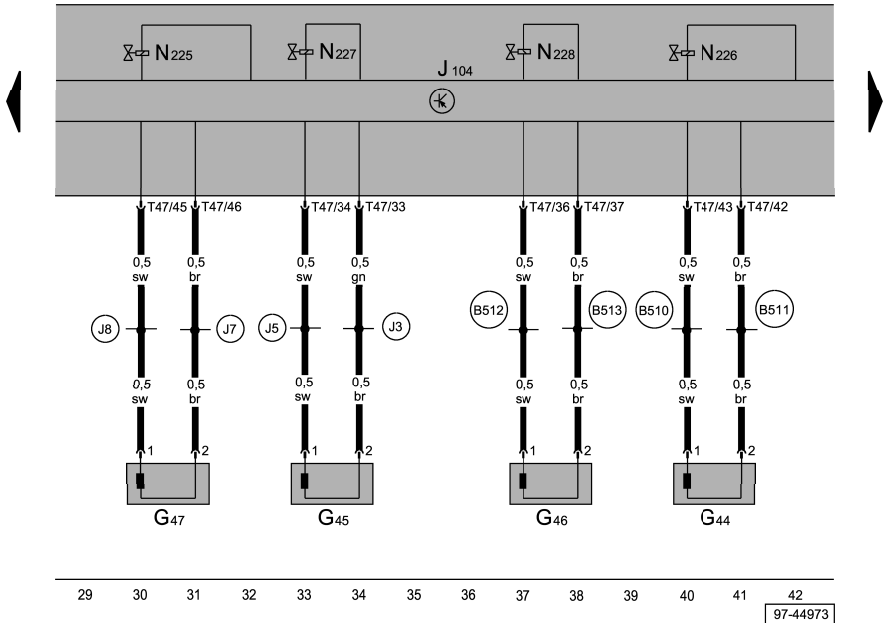 N225 N227 N228 N226
J 104
T47/45 T47/46 T47/34 T47/33 T47/36 T47/37 T47/43 T47/42
0,5 0,5 0,5 0,5 0,5 0,5 0,5 0,5
sw br sw gn sw br sw br
J8 J7 J5 J3 B512 B513 B510 B511
0,5 0,5 0,5 0,5 0,5 0,5 0,5 0,5
sw br sw br sw br sw br
1 2 1 2 1 2 1 2
G47 G45 G46 G44
29 30 31 32 33 34 35 36 37 38 39 40 41 42
97-44973